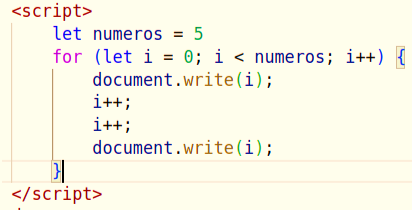 <script>
    let numeros = 5
    for (let i = 0; i < numeros; i++) {
        document.write(i);
        i++;
        i++;
        document.write(i);
    }
</script>